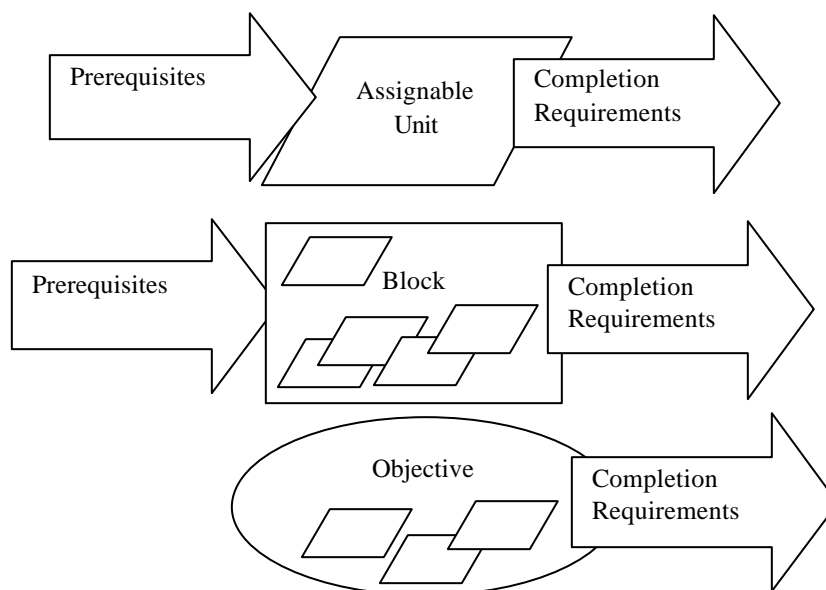 Prerequisites
Assignable
Unit
Completion
Requirements
Prerequisites
Block
Completion
Requirements
Objective
Completion
Requirements